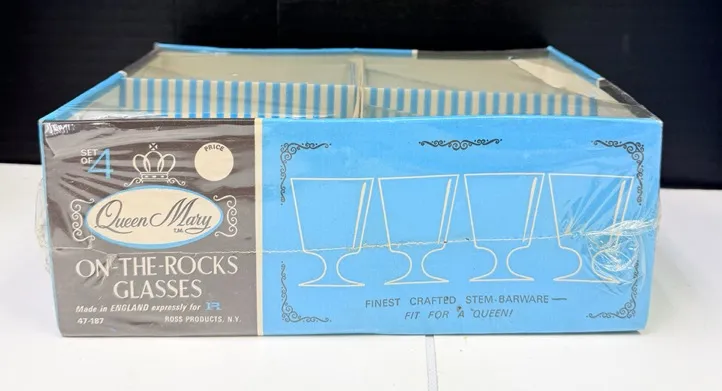 SET
OF 4
PRICE
Queen Mary
T.M.
ON-THE-ROCKS
GLASSES
Made in ENGLAND expressly for R
47-187 ROSS PRODUCTS, N.Y.
FINEST CRAFTED STEM-BARWARE—
FIT FOR A QUEEN!